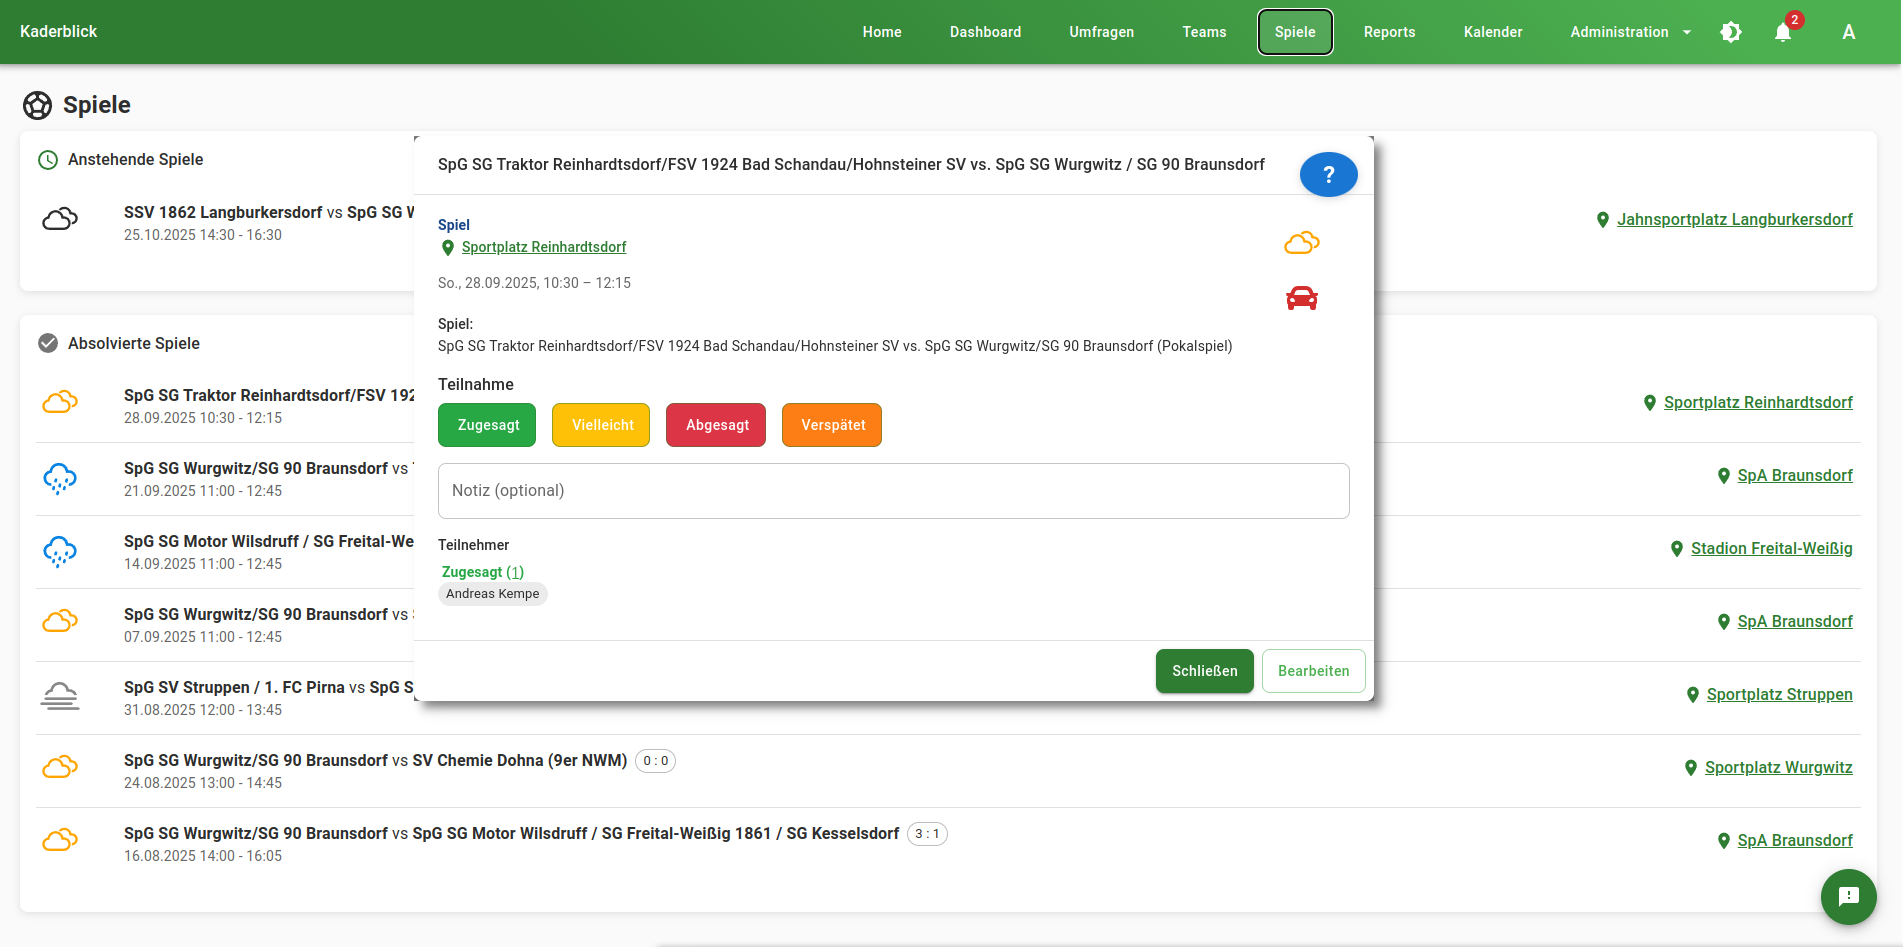 Kaderblick
Home
Dashboard
Umfragen
Teams
Spiele
Reports
Kalender
Administration
2
A
Spiele
Anstehende Spiele
SSV 1862 Langburkersdorf vs SpG SG W
25.10.2025 14:30 - 16:30
Jahnsportplatz Langburkersdorf
Absolvierte Spiele
SpG SG Traktor Reinhardtsdorf/FSV 192
28.09.2025 10:30 - 12:15
Sportplatz Reinhardtsdorf
SpG SG Wurgwitz/SG 90 Braunsdorf vs
21.09.2025 11:00 - 12:45
SpA Braunsdorf
SpG SG Motor Wilsdruff / SG Freital-We
14.09.2025 11:00 - 12:45
Stadion Freital-Weißig
SpG SG Wurgwitz/SG 90 Braunsdorf vs
07.09.2025 11:00 - 12:45
SpA Braunsdorf
SpG SV Struppen / 1. FC Pirna vs SpG S
31.08.2025 12:00 - 13:45
Sportplatz Struppen
SpG SG Wurgwitz/SG 90 Braunsdorf vs SV Chemie Dohna (9er NWM) 0 : 0
24.08.2025 13:00 - 14:45
Sportplatz Wurgwitz
SpG SG Wurgwitz/SG 90 Braunsdorf vs SpG SG Motor Wilsdruff / SG Freital-Weißig 1861 / SG Kesselsdorf 3 : 1
16.08.2025 14:00 - 16:05
SpA Braunsdorf
SpG SG Traktor Reinhardtsdorf/FSV 1924 Bad Schandau/Hohnsteiner SV vs. SpG SG Wurgwitz / SG 90 Braunsdorf
?
Spiel
Sportplatz Reinhardtsdorf
So., 28.09.2025, 10:30 – 12:15
Spiel:
SpG SG Traktor Reinhardtsdorf/FSV 1924 Bad Schandau/Hohnsteiner SV vs. SpG SG Wurgwitz/SG 90 Braunsdorf (Pokalspiel)
Teilnahme
Zugesagt
Vielleicht
Abgesagt
Verspätet
Notiz (optional)
Teilnehmer
Zugesagt (1)
Andreas Kempe
Schließen
Bearbeiten